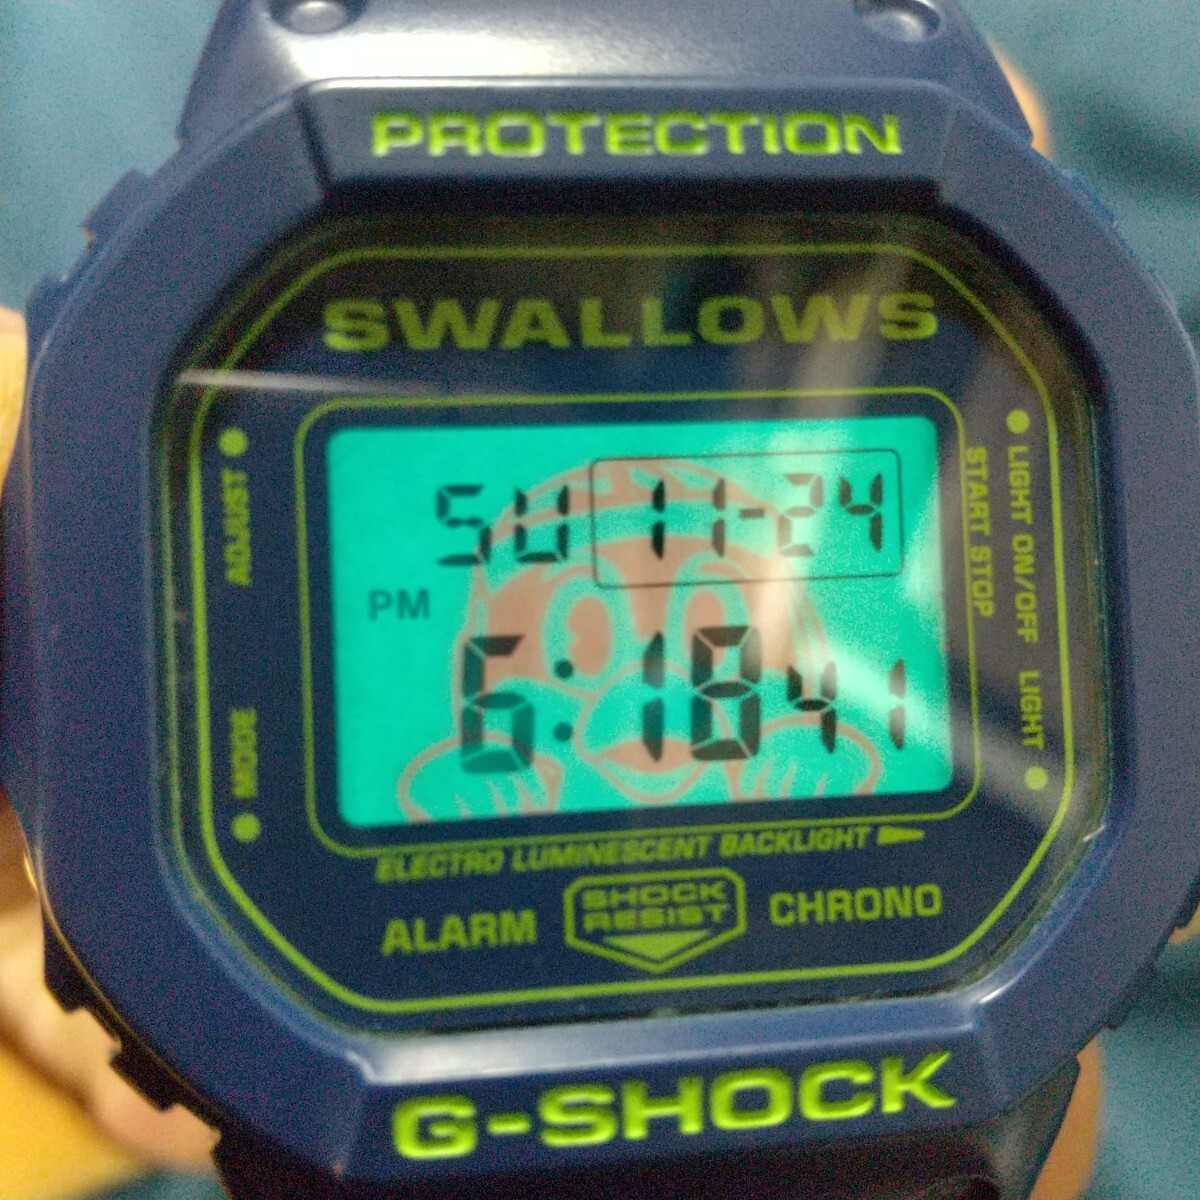 PROTECTION
SWALLOWS
ADJUST
MODE
LIGHT ON/OFF
START STOP
LIGHT
SU 11-24
PM
6:18 41
ELECTRO LUMINESCENT BACKLIGHT
ALARM
SHOCK
RESIST
CHRONO
G-SHOCK